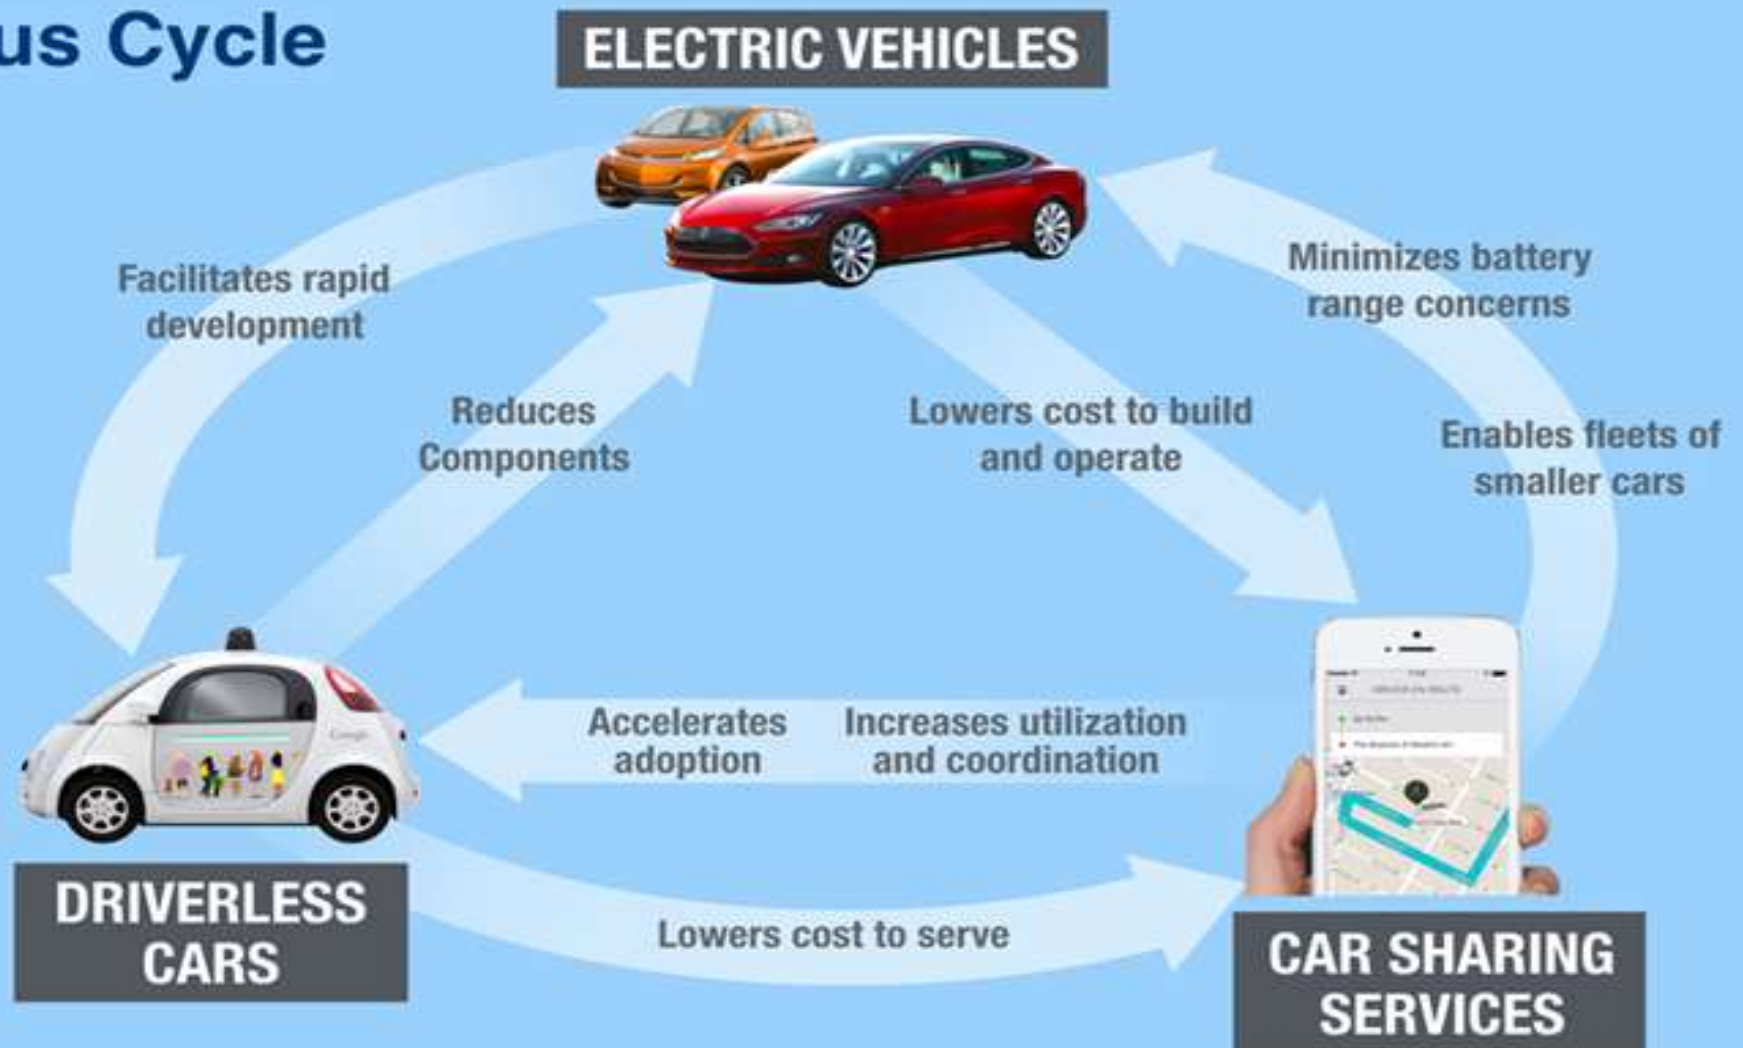 us Cycle
ELECTRIC VEHICLES
Facilitates rapid
development
Minimizes battery
range concerns
Reduces
Components
Lowers cost to build
and operate
Enables fleets of
smaller cars
Accelerates
adoption
Increases utilization
and coordination
Google
DRIVERLESS
CARS
Lowers cost to serve
CAR SHARING
SERVICES